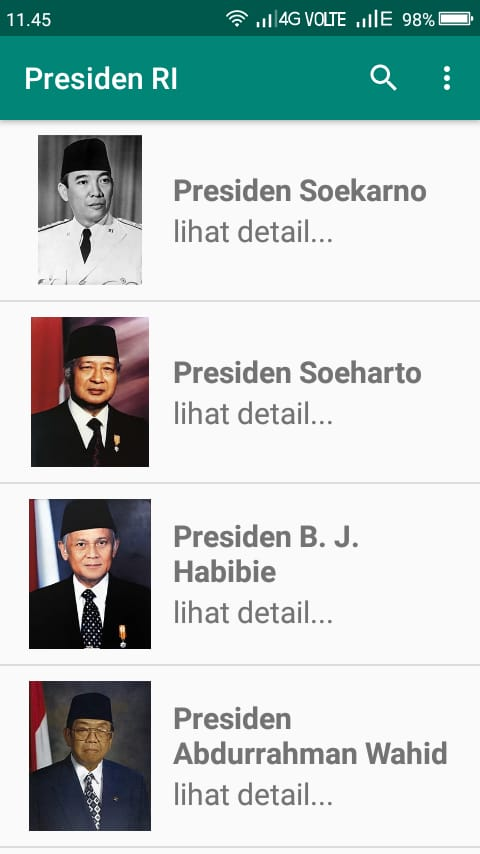 11.45 4G VOLTE E 98%
Presiden RI
Presiden Soekarno
lihat detail...
Presiden Soeharto
lihat detail...
Presiden B. J.
Habibie
lihat detail...
Presiden
Abdurrahman Wahid
lihat detail...